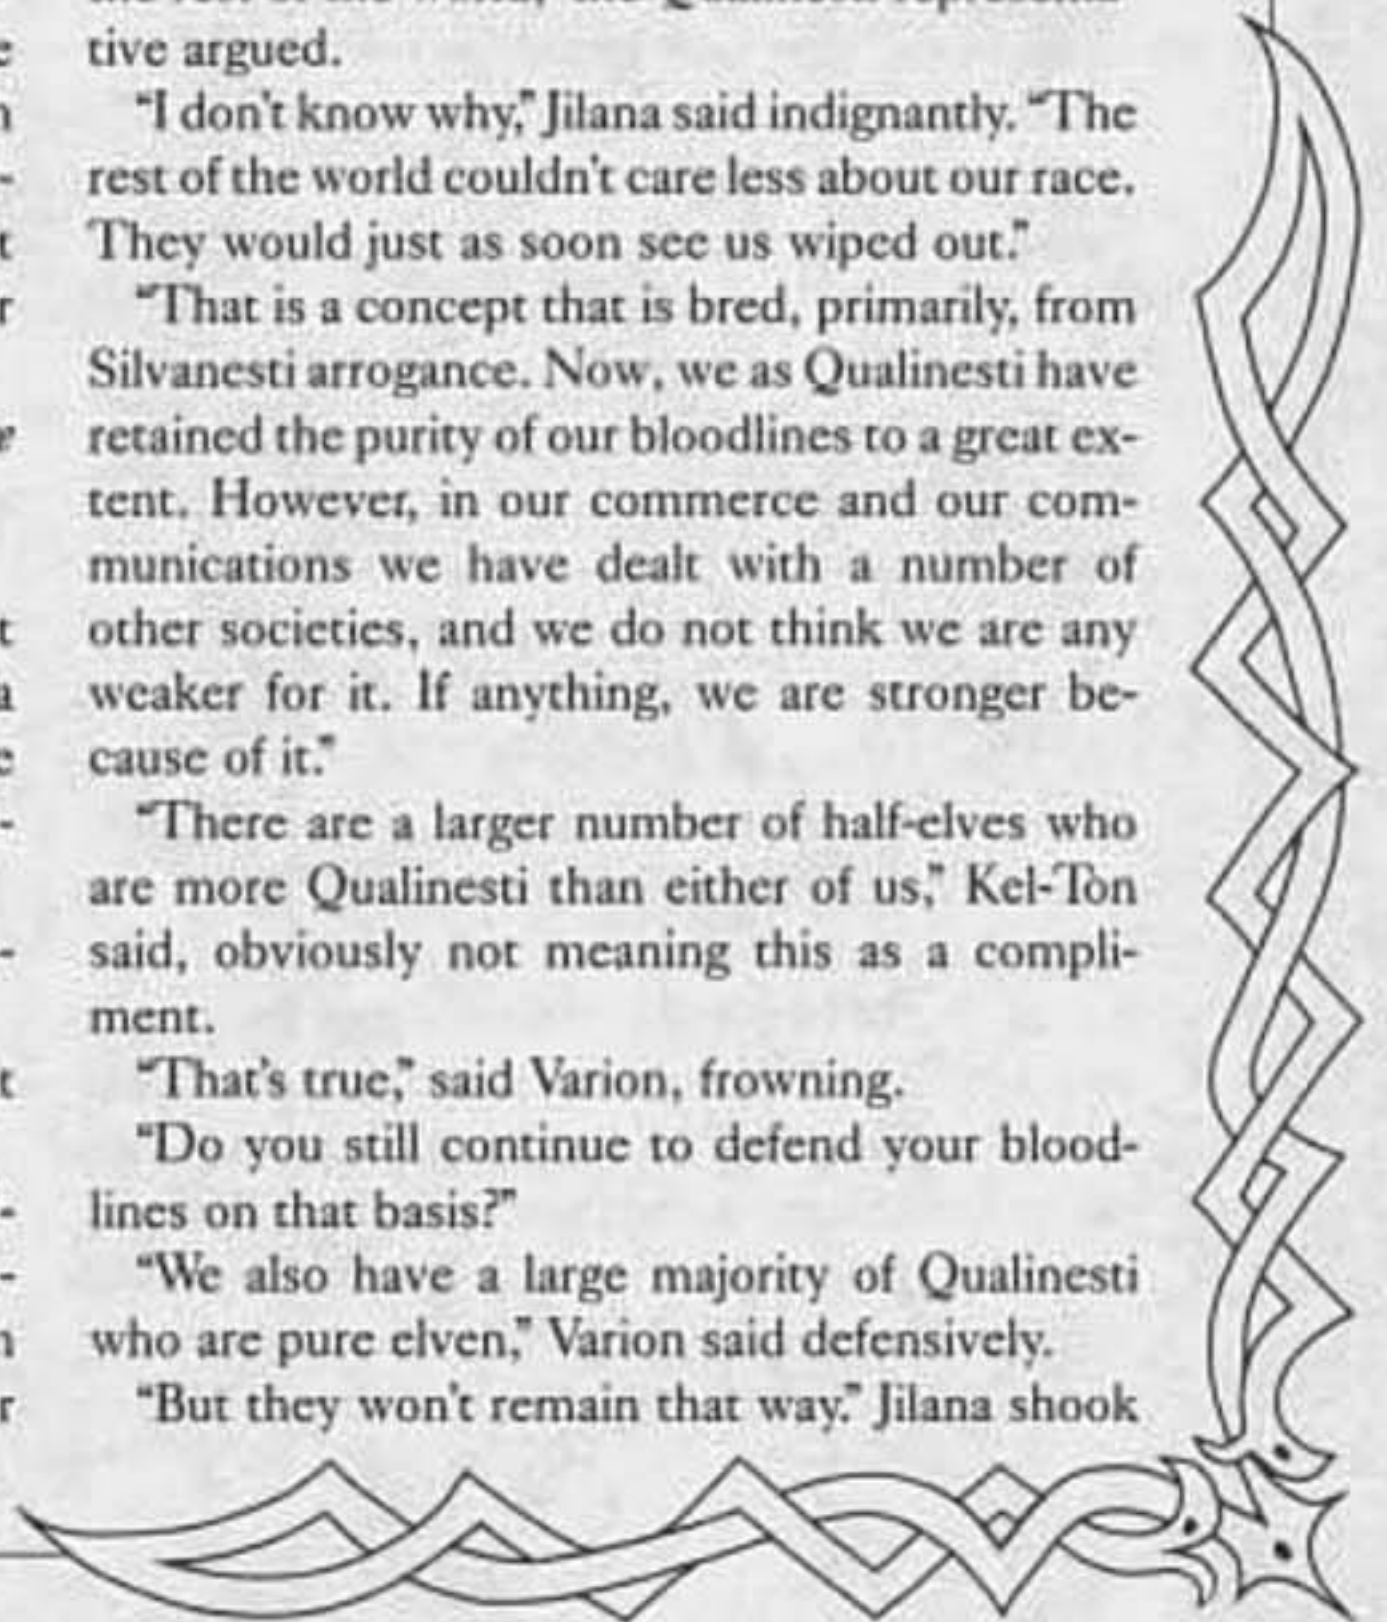 tive argued.
"I don't know why," Jilana said indignantly. "The
rest of the world couldn't care less about our race.
They would just as soon see us wiped out."
"That is a concept that is bred, primarily, from
Silvanesti arrogance. Now, we as Qualinesti have
retained the purity of our bloodlines to a great ex-
tent. However, in our commerce and our com-
munications we have dealt with a number of
other societies, and we do not think we are any
weaker for it. If anything, we are stronger be-
cause of it."
"There are a larger number of half-elves who
are more Qualinesti than either of us," Kel-Ton
said, obviously not meaning this as a compli-
ment.
"That's true," said Varion, frowning.
"Do you still continue to defend your blood-
lines on that basis?"
"We also have a large majority of Qualinesti
who are pure elven," Varion said defensively.
"But they won't remain that way." Jilana shook